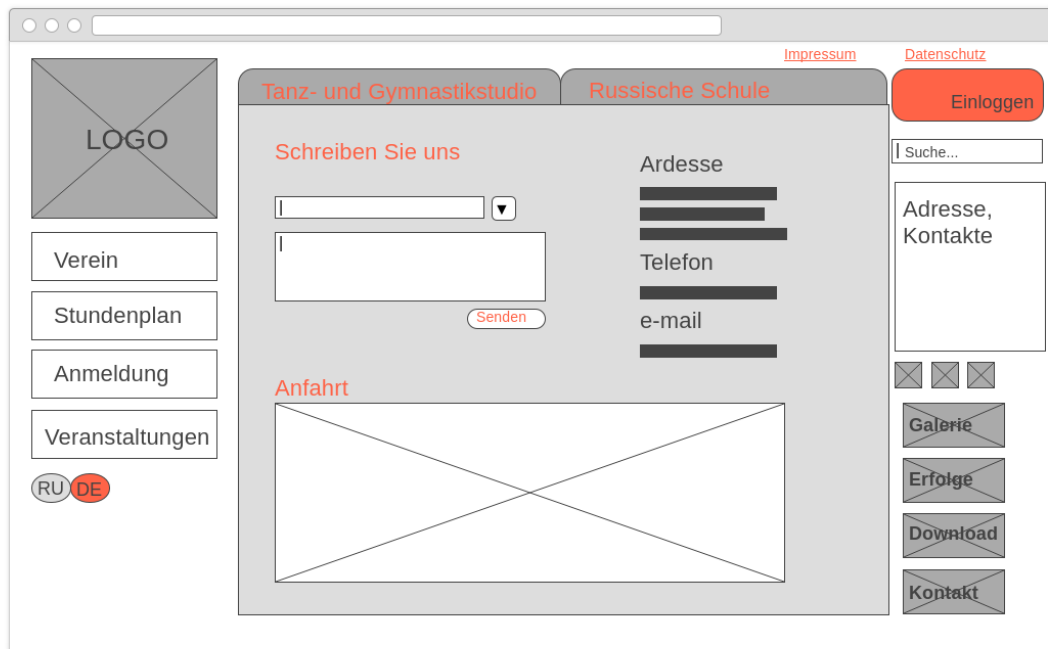 Impressum
Datenschutz
LOGO
Tanz- und Gymnastikstudio
Russische Schule
Einloggen
Verein
Stundenplan
Anmeldung
Veranstaltungen
RU
DE
Schreiben Sie uns
Senden
Ardesse
Telefon
e-mail
Anfahrt
Suche...
Adresse,
Kontakte
Galerie
Erfolge
Download
Kontakt